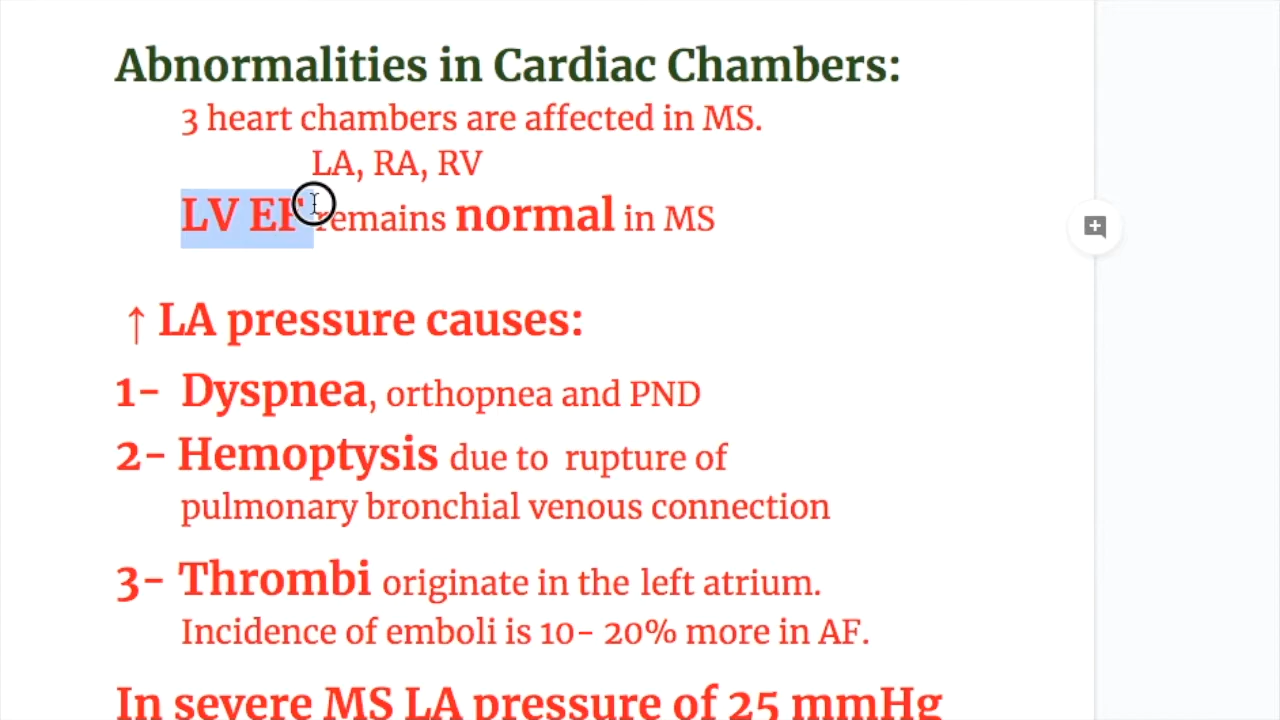 Abnormalities in Cardiac Chambers:
3 heart chambers are affected in MS.
LA, RA, RV
LV EF remains normal in MS
↑ LA pressure causes:
1- Dyspnea, orthopnea and PND
2- Hemoptysis due to rupture of
pulmonary bronchial venous connection
3- Thrombi originate in the left atrium.
Incidence of emboli is 10- 20% more in AF.
In severe MS LA pressure of 25 mmHg